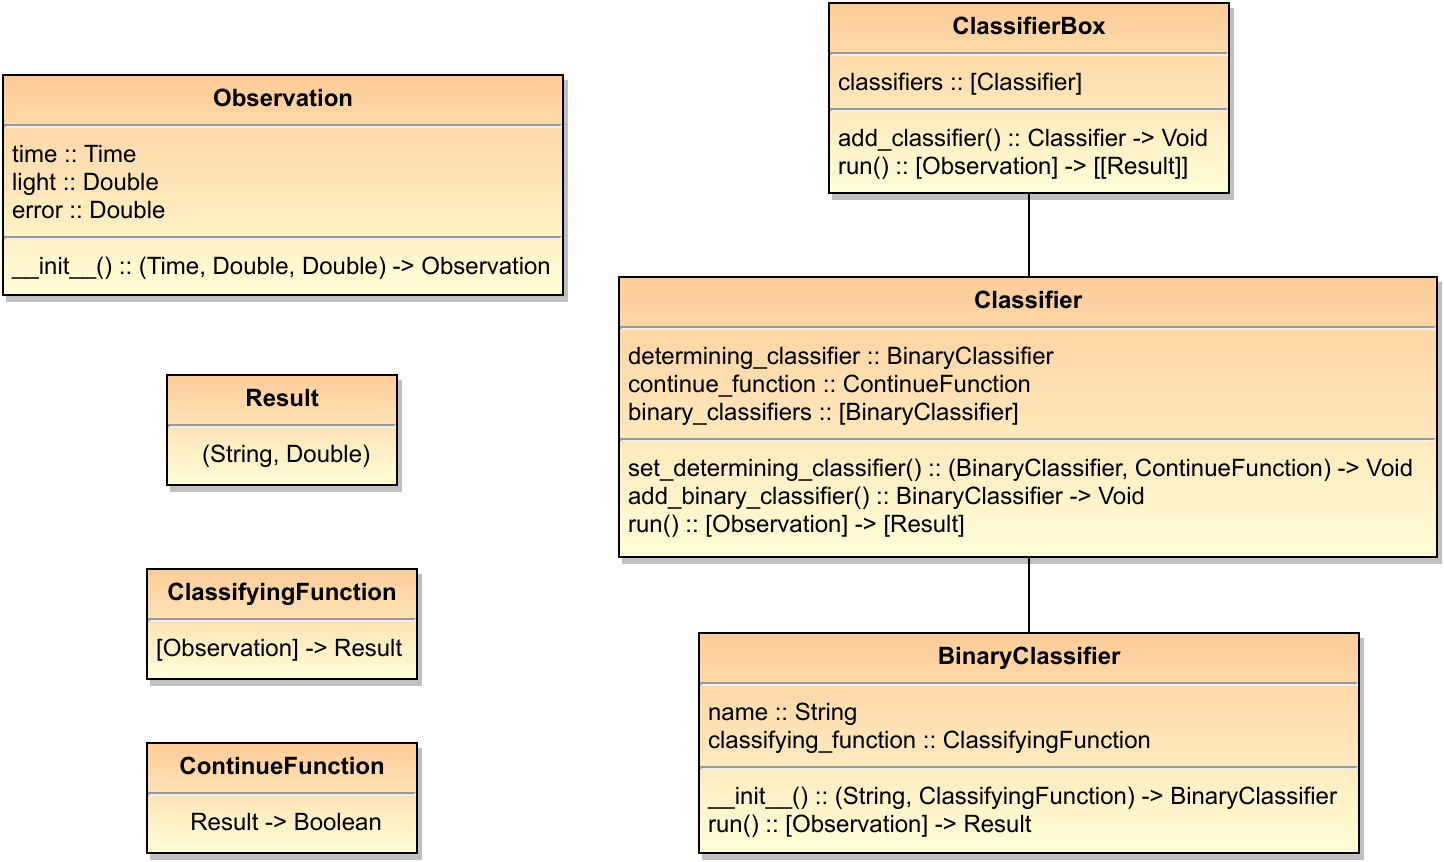 Observation
time :: Time
light :: Double
error :: Double
__init__() :: (Time, Double, Double) -> Observation
Result
(String, Double)
ClassifyingFunction
[Observation] -> Result
ContinueFunction
Result -> Boolean
ClassifierBox
classifiers :: [Classifier]
add_classifier() :: Classifier -> Void
run() :: [Observation] -> [[Result]]
Classifier
determining_classifier :: BinaryClassifier
continue_function :: ContinueFunction
binary_classifiers :: [BinaryClassifier]
set_determining_classifier() :: (BinaryClassifier, ContinueFunction) -> Void
add_binary_classifier() :: BinaryClassifier -> Void
run() :: [Observation] -> [Result]
BinaryClassifier
name :: String
classifying_function :: ClassifyingFunction
__init__() :: (String, ClassifyingFunction) -> BinaryClassifier
run() :: [Observation] -> Result